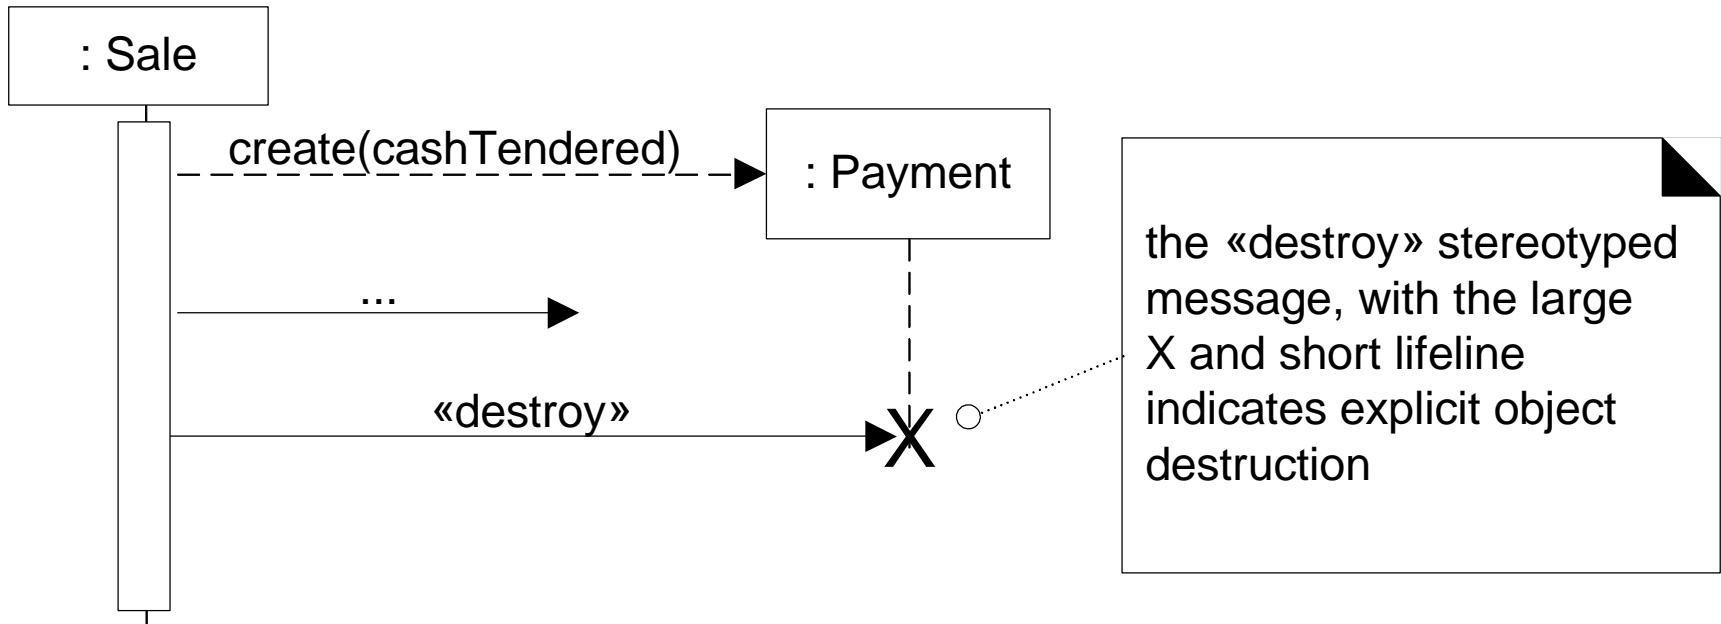 : Sale
create(cashTendered)
: Payment
...
«destroy»
X
the «destroy» stereotyped
message, with the large
X and short lifeline
indicates explicit object
destruction